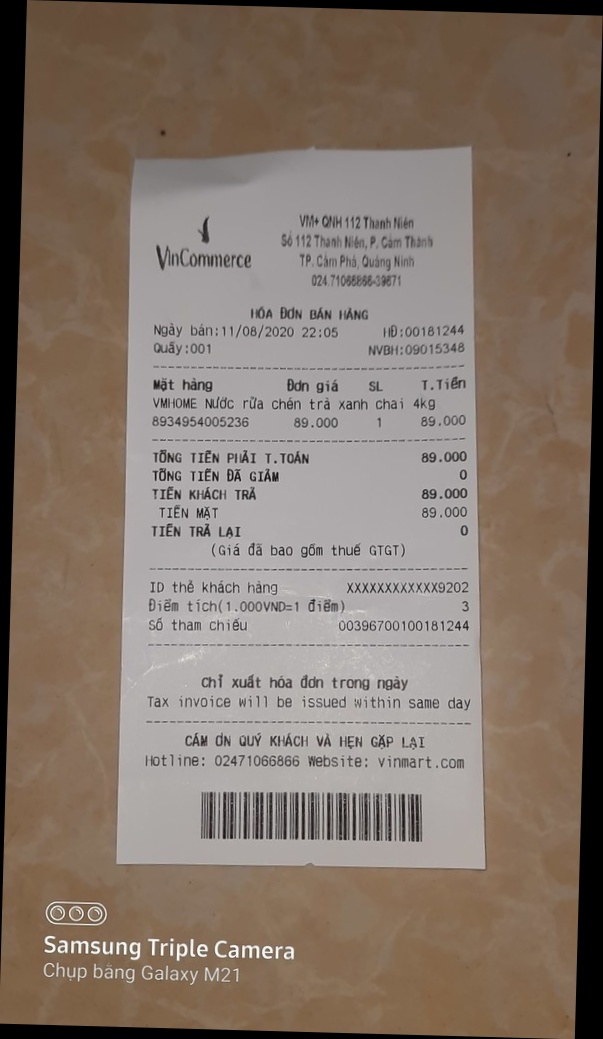 VinCommerce
VM+ QNH 112 Thanh Niên
Số 112 Thanh Niên, P. Cẩm Thành
TP. Cẩm Phả, Quảng Ninh
024.71066866-39671
HÓA ĐƠN BÁN HÀNG
Ngày bán:11/08/2020 22:05 HĐ:00181244
Quầy:001 NVBH:09015348
Mặt hàng Đơn giá SL T.Tiền
VMHOME Nước rửa chén trà xanh chai 4kg
8934954005236 89.000 1 89.000
TỔNG TIỀN PHẢI T.TOÁN 89.000
TỔNG TIỀN ĐÃ GIẢM 0
TIỀN KHÁCH TRẢ 89.000
TIỀN MẶT 89.000
TIỀN TRẢ LẠI 0
(Giá đã bao gồm thuế GTGT)
ID thẻ khách hàng XXXXXXXXXXXX9202
Điểm tích(1.000VND=1 điểm) 3
Số tham chiếu 00396700100181244
Chỉ xuất hóa đơn trong ngày
Tax invoice will be issued within same day
CẢM ƠN QUÝ KHÁCH VÀ HẸN GẶP LẠI
Hotline: 02471066866 Website: vinmart.com
Samsung Triple Camera
Chụp bằng Galaxy M21